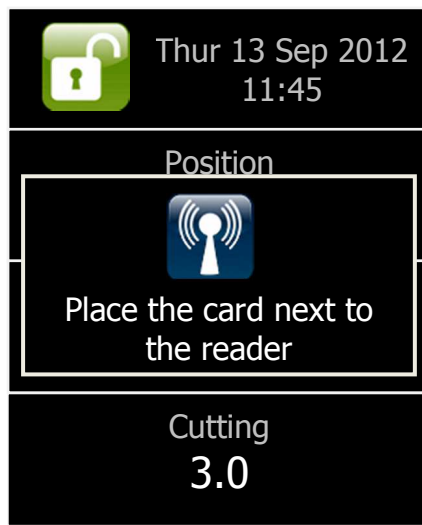 Thur 13 Sep 2012
11:45
Position
Place the card next to
the reader
Cutting
3.0